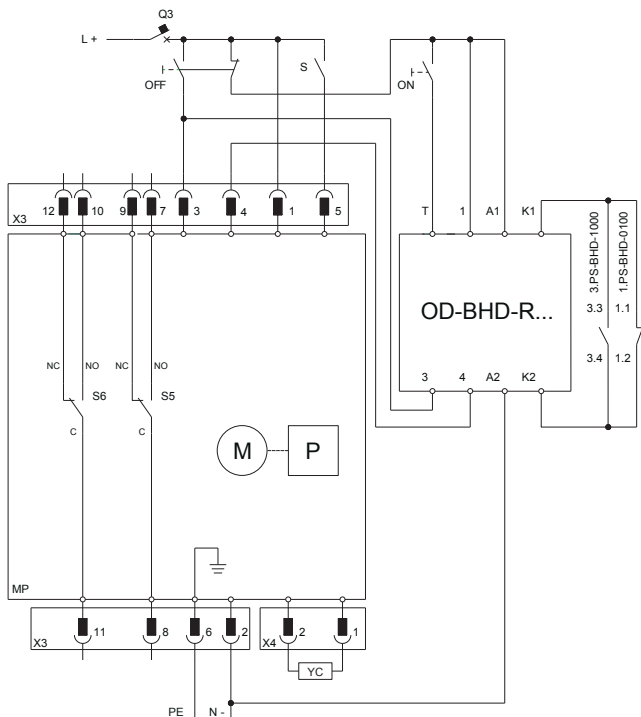 Q3
L +
OFF
S
ON
X3
12
10
9
7
3
4
1
5
T
1
A1
K1
3.PS-BHD-1000
1.PS-BHD-0100
OD-BHD-R...
3.3
1.1
3.4
1.2
3
4
A2
K2
NC
NO
NC
NO
S6
S5
C
C
M
P
MP
X3
11
8
6
2
X4
2
1
YC
PE
N -